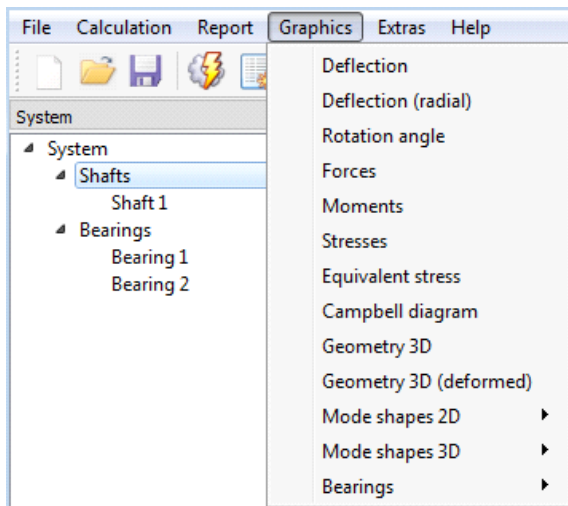 File Calculation Report Graphics Extras Help
System
System
Shafts
Shaft 1
Bearings
Bearing 1
Bearing 2
Deflection
Deflection (radial)
Rotation angle
Forces
Moments
Stresses
Equivalent stress
Campbell diagram
Geometry 3D
Geometry 3D (deformed)
Mode shapes 2D
Mode shapes 3D
Bearings